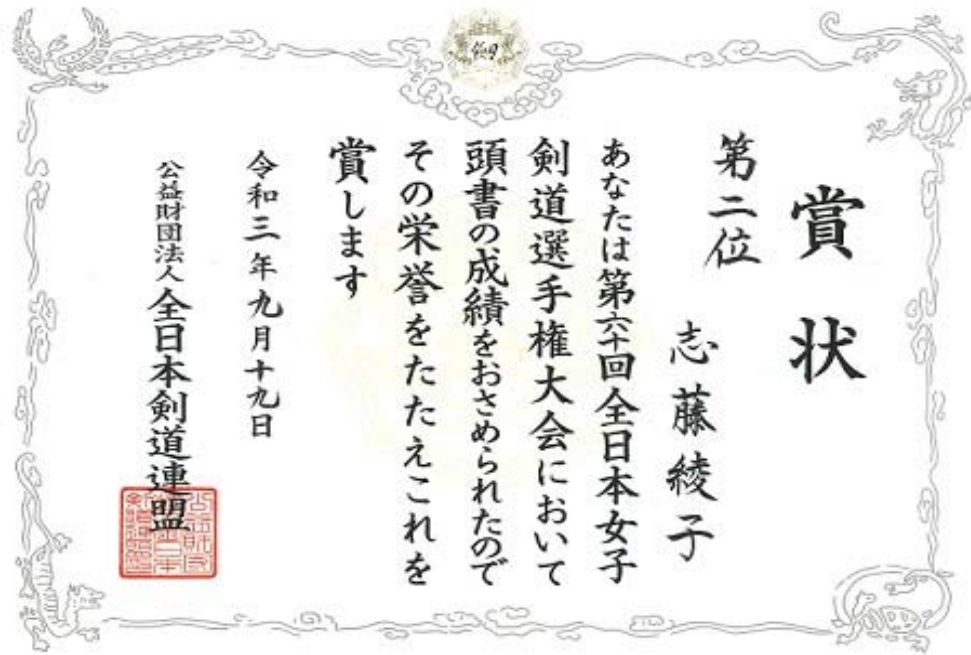 賞状
第二位
志藤綾子
あなたは第六十回全日本女子
剣道選手権大会において
頭書の成績をおさめられたので
その栄誉をたたえこれを
賞します
令和三年九月十九日
公益財団法人全日本剣道連盟